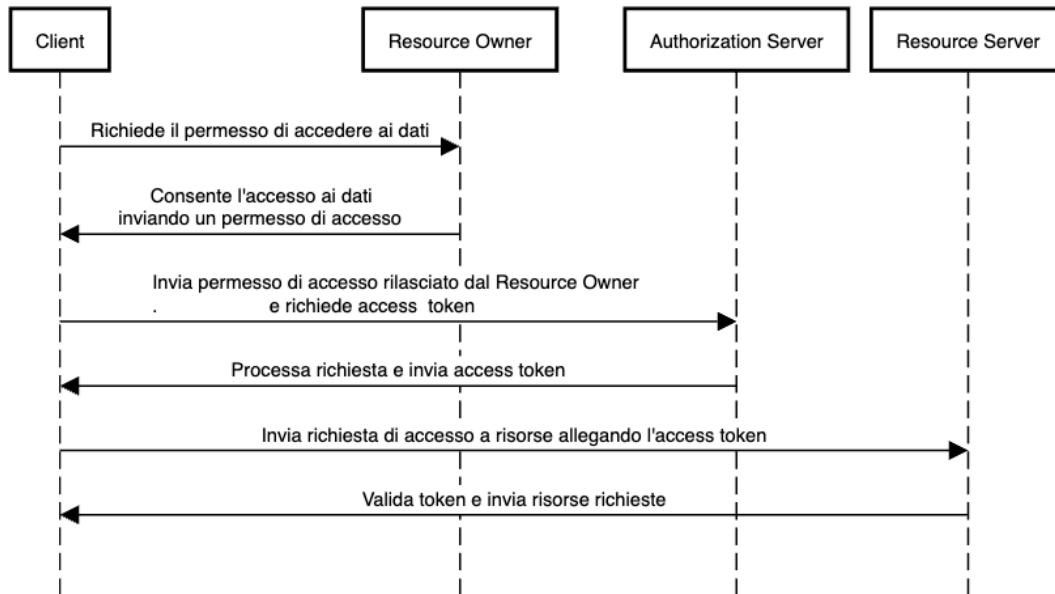 Client
Resource Owner
Authorization Server
Resource Server
Richiede il permesso di accedere ai dati
Consente l'accesso ai dati
inviando un permesso di accesso
Invia permesso di accesso rilasciato dal Resource Owner
. e richiede access token
Processa richiesta e invia access token
Invia richiesta di accesso a risorse allegando l'access token
Valida token e invia risorse richieste